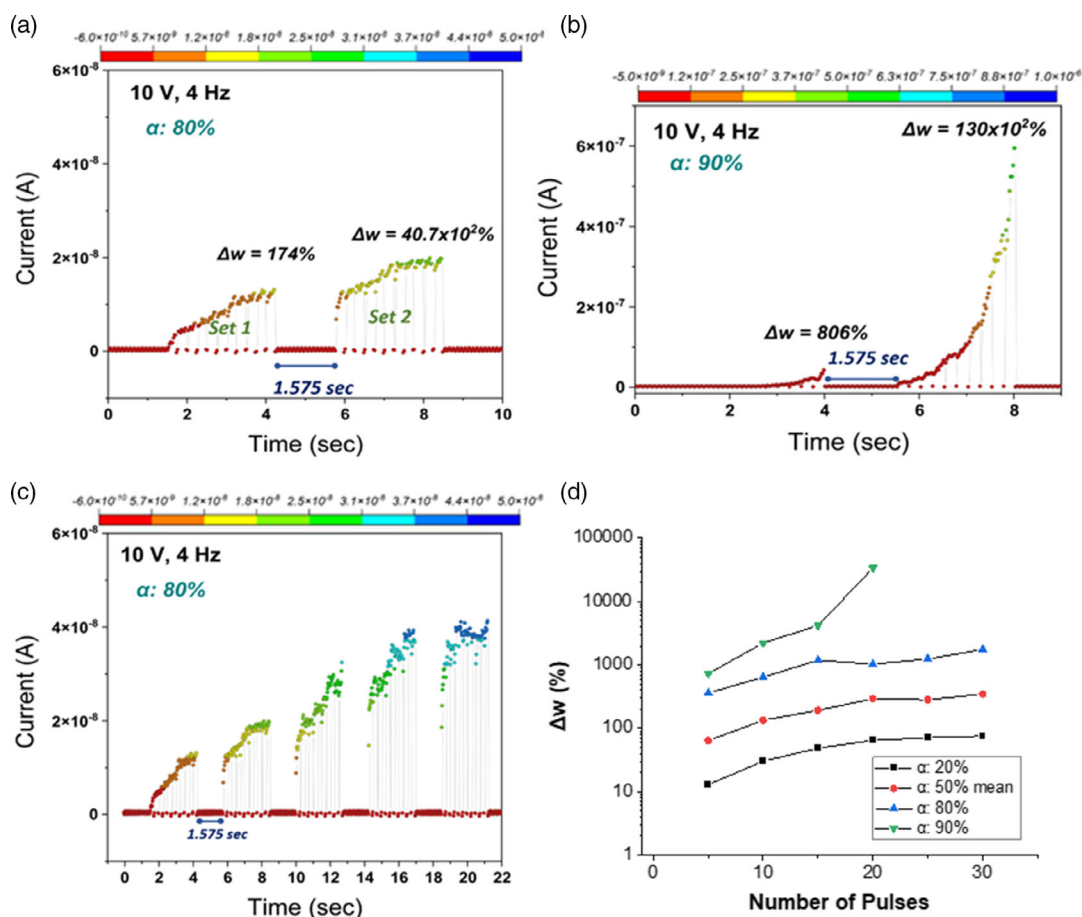 (a)
-6.0×10⁻¹⁰ 5.7×10⁻⁹ 1.2×10⁻⁸ 1.8×10⁻⁸ 2.5×10⁻⁸ 3.1×10⁻⁸ 3.7×10⁻⁸ 4.4×10⁻⁸ 5.0×10⁻⁸
6×10⁻⁸
10 V, 4 Hz
α: 80%
4×10⁻⁸
Current (A)
Δw = 174%
Δw = 40.7x10²%
2×10⁻⁸
Set 1
Set 2
0
1.575 sec
0 2 4 6 8 10
Time (sec)
(b)
-5.0×10⁻⁹ 1.2×10⁻⁷ 2.5×10⁻⁷ 3.7×10⁻⁷ 5.0×10⁻⁷ 6.3×10⁻⁷ 7.5×10⁻⁷ 8.8×10⁻⁷ 1.0×10⁻⁶
10 V, 4 Hz
Δw = 130x10²%
α: 90%
6×10⁻⁷
4×10⁻⁷
Current (A)
2×10⁻⁷
Δw = 806%
1.575 sec
0
0 2 4 6 8
Time (sec)
(c)
-6.0×10⁻¹⁰ 5.7×10⁻⁹ 1.2×10⁻⁸ 1.8×10⁻⁸ 2.5×10⁻⁸ 3.1×10⁻⁸ 3.7×10⁻⁸ 4.4×10⁻⁸ 5.0×10⁻⁸
6×10⁻⁸
10 V, 4 Hz
α: 80%
4×10⁻⁸
Current (A)
2×10⁻⁸
0
1.575 sec
0 2 4 6 8 10 12 14 16 18 20 22
Time (sec)
(d)
100000
10000
1000
Δw (%)
100
10
1
α: 20%
α: 50% mean
α: 80%
α: 90%
0 10 20 30
Number of Pulses